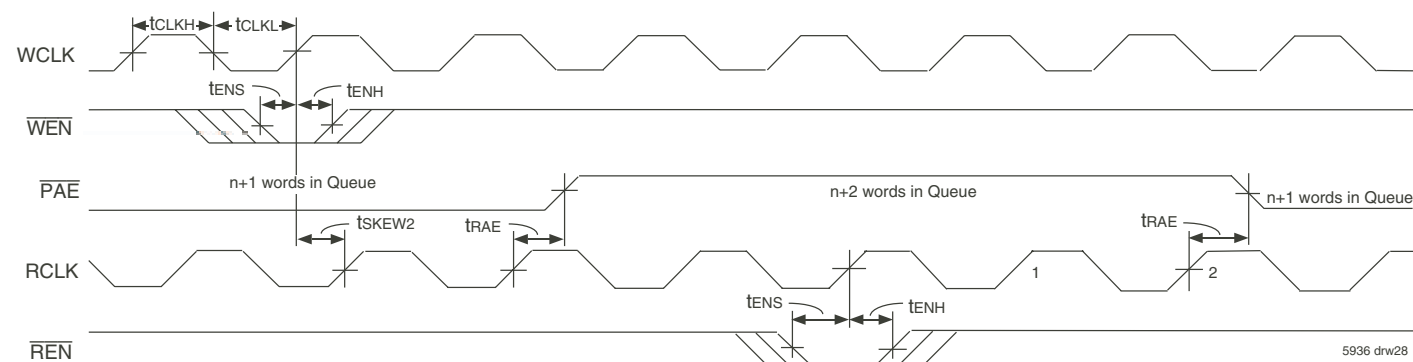 tCLKH tCLKL
WCLK
tENS tENH
WEN
n+1 words in Queue
PAE
n+2 words in Queue
n+1 words in Queue
tSKEW2
tRAE
tRAE
RCLK
1
2
tENS
tENH
REN
5936 drw28